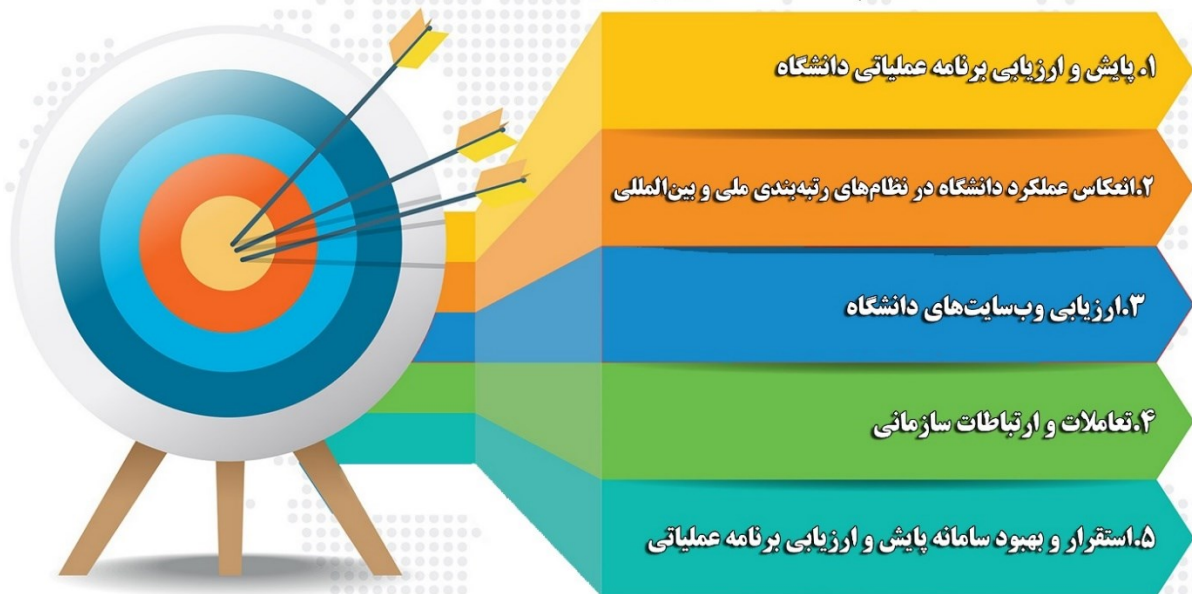 ۱. پایش و ارزیابی برنامه عملیاتی دانشگاه
۲.انعکاس عملکرد دانشگاه در نظام‌های رتبه‌بندی ملی و بین‌المللی
۳.ارزیابی وب‌سایت‌های دانشگاه
۴.تعاملات و ارتباطات سازمانی
۵.استقرار و بهبود سامانه پایش و ارزیابی برنامه عملیاتی